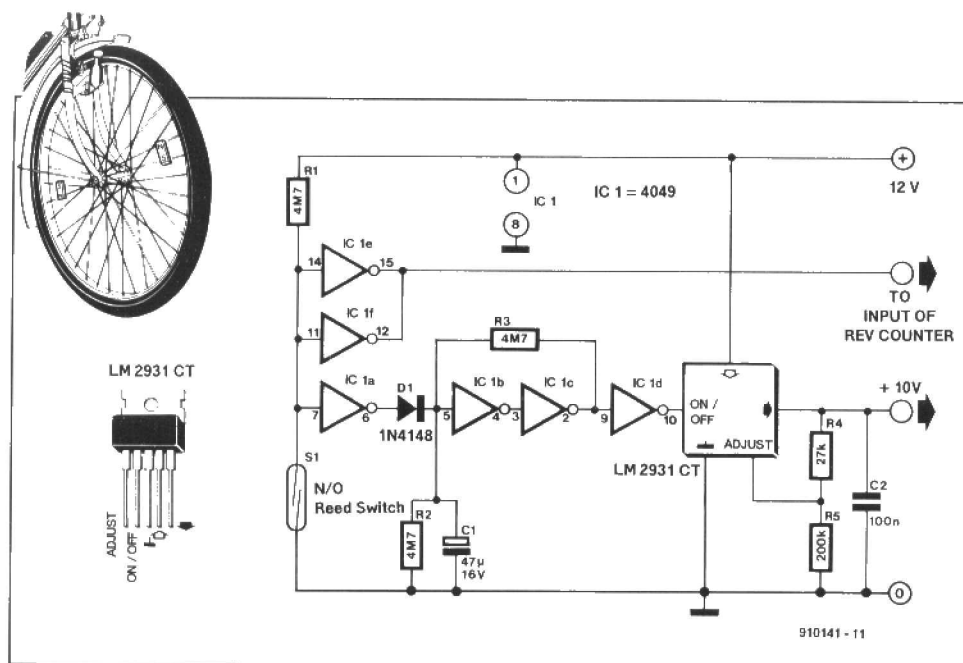 R1
4M7
1
IC 1
8
IC 1 = 4049
+
12 V
IC 1e
14
15
IC 1f
11
12
TO
INPUT OF
REV COUNTER
R3
4M7
IC 1a
7
6
D1
1N4148
IC 1b
5
4
IC 1c
3
2
IC 1d
9
10
ON /
OFF
ADJUST
LM 2931 CT
+ 10V
R4
27k
R5
200k
C2
100n
S1
N/O
Reed Switch
R2
4M7
C1
47µ
16V
0
LM 2931 CT
ADJUST
ON / OFF
910141 - 11